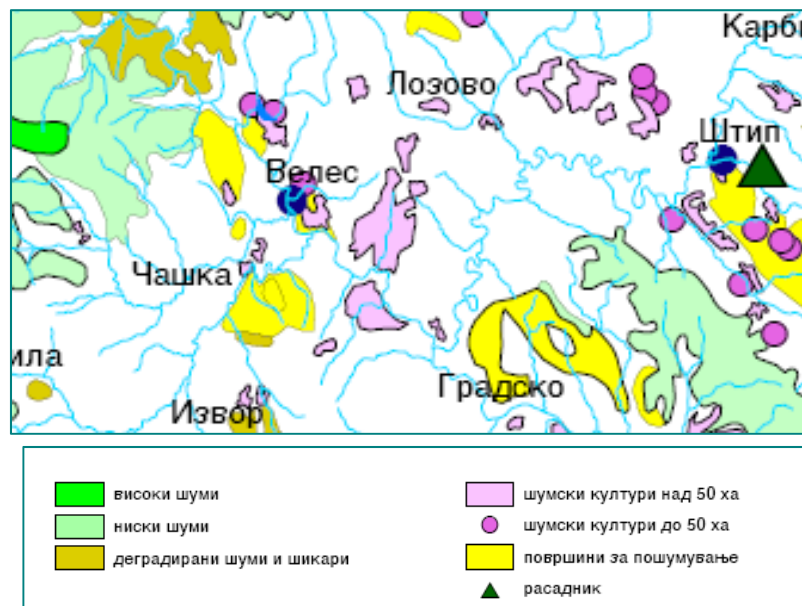 Карби
Лозово
Штип
Велес
Чашка
ила
Градско
Извор
високи шуми
ниски шуми
деградирани шуми и шикари
шумски култури над 50 ха
шумски култури до 50 ха
површини за пошумување
расадник